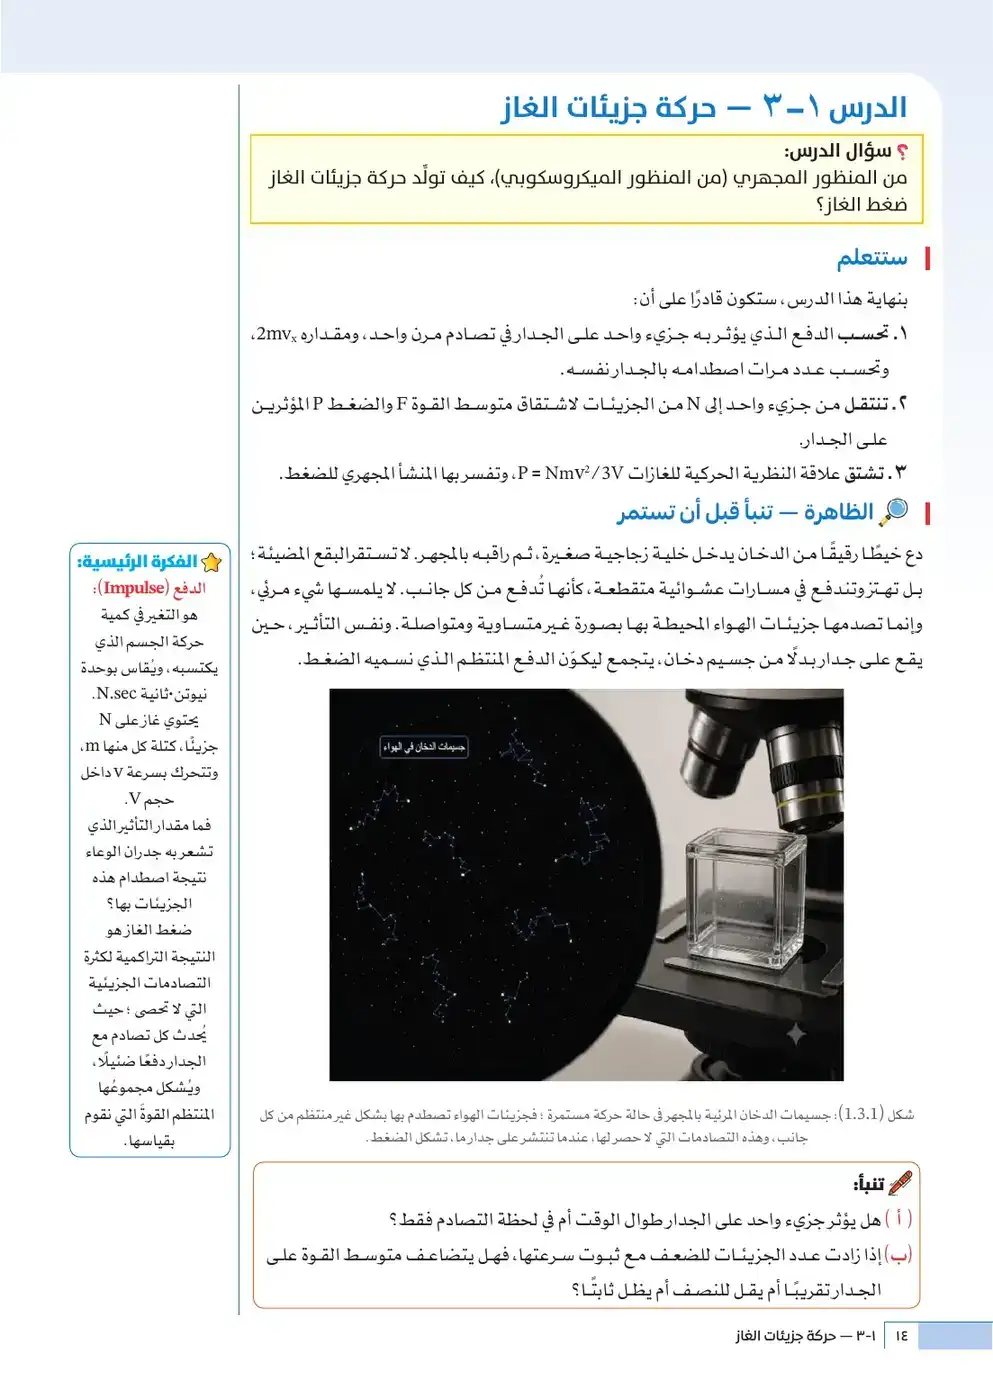 الدرس ١-٣ — حركة جزيئات الغاز
؟ سؤال الدرس:
من المنظور المجهري (من المنظور الميكروسكوبي)، كيف تولّد حركة جزيئات الغاز
ضغط الغاز؟
ستتعلم
بنهاية هذا الدرس، ستكون قادرًا على أن:
١. تحسب الدفع الذي يؤثر به جزيء واحد على الجدار في تصادم مرن واحد، ومقداره 2mvₓ،
وتحسب عدد مرات اصطدامه بالجدار نفسه.
٢. تنتقل من جزيء واحد إلى N من الجزيئات لاشتقاق متوسط القوة F والضغط P المؤثرين
على الجدار.
٣. تشتق علاقة النظرية الحركية للغازات P = Nmv²/3V، وتفسر بها المنشأ المجهري للضغط.
الظاهرة — تنبأ قبل أن تستمر
دع خيطًا رقيقًا من الدخان يدخل خلية زجاجية صغيرة، ثم راقبه بالمجهر. لا تستقر البقع المضيئة؛
بل تهتز وتندفع في مسارات عشوائية متقطعة، كأنها تُدفع من كل جانب. لا يلمسها شيء مرئي،
وإنما تصدمها جزيئات الهواء المحيطة بها بصورة غير متساوية ومتواصلة. ونفس التأثير، حين
يقع على جدار بدلًا من جسيم دخان، يتجمع ليكوّن الدفع المنتظم الذي نسميه الضغط.
جسيمات الدخان في الهواء
شكل (1.3.1): جسيمات الدخان المرئية بالمجهر في حالة حركة مستمرة؛ فجزيئات الهواء تصطدم بها بشكل غير منتظم من كل
جانب، وهذه التصادمات التي لا حصر لها، عندما تنتشر على جدار ما، تشكل الضغط.
تنبأ:
(أ) هل يؤثر جزيء واحد على الجدار طوال الوقت أم في لحظة التصادم فقط؟
(ب) إذا زادت عدد الجزيئات للضعف مع ثبوت سرعتها، فهل يتضاعف متوسط القوة على
الجدار تقريبًا أم يقل للنصف أم يظل ثابتًا؟
الفكرة الرئيسية:
الدفع (Impulse):
هو التغير في كمية
حركة الجسم الذي
يكتسبه، ويُقاس بوحدة
نيوتن·ثانية N.sec.
يحتوي غاز على N
جزيئًا، كتلة كل منها m،
وتتحرك بسرعة v داخل
حجم V.
فما مقدار التأثير الذي
تشعر به جدران الوعاء
نتيجة اصطدام هذه
الجزيئات بها؟
ضغط الغاز هو
النتيجة التراكمية لكثرة
التصادمات الجزيئية
التي لا تحصى؛ حيث
يُحدث كل تصادم مع
الجدار دفعًا ضئيلًا،
ويُشكل مجموعُها
المنتظم القوةَ التي نقوم
بقياسها.
١٤
١-٣ — حركة جزيئات الغاز